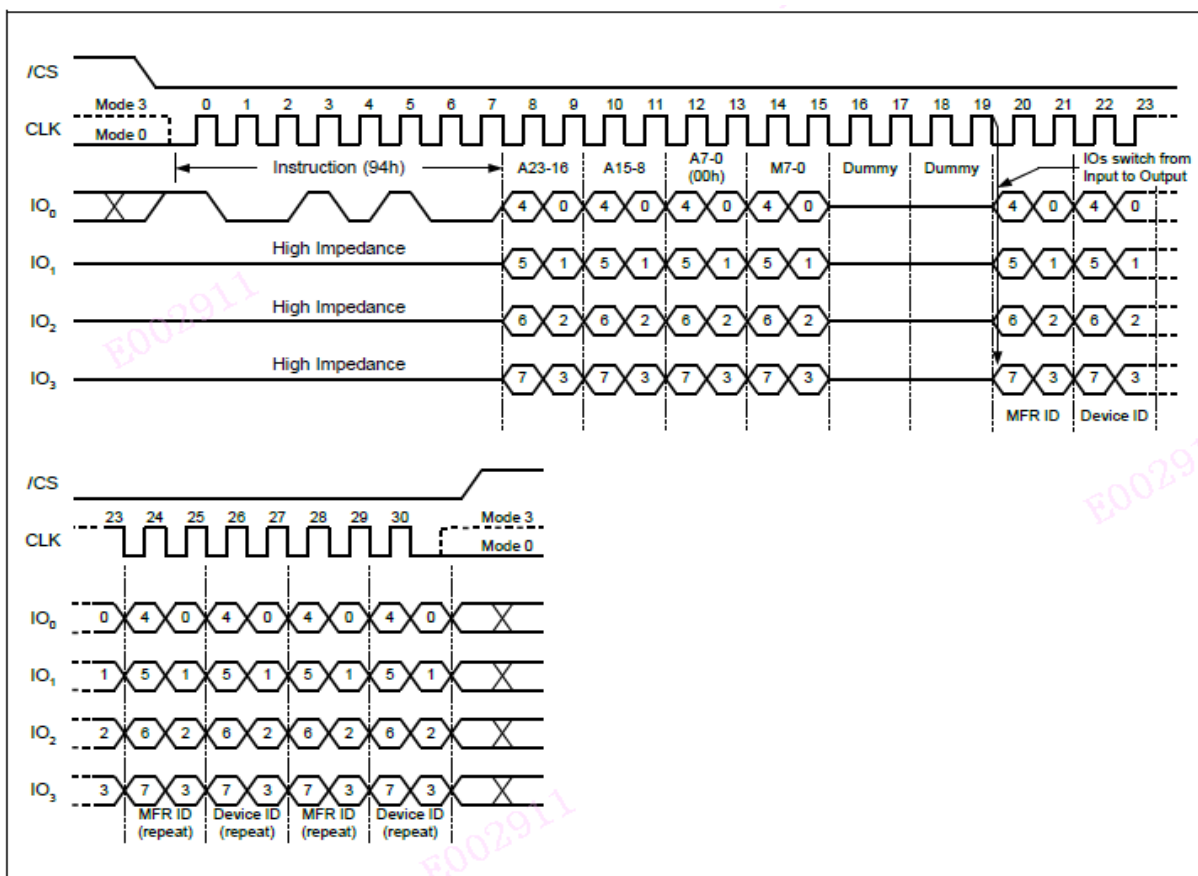 /CS
Mode 3 0 1 2 3 4 5 6 7 8 9 10 11 12 13 14 15 16 17 18 19 20 21 22 23
CLK Mode 0
Instruction (94h) A23-16 A15-8 A7-0 (00h) M7-0 Dummy Dummy IOs switch from
Input to Output
IO0 4 0 4 0 4 0 4 0 4 0 4 0
High Impedance
IO1 5 1 5 1 5 1 5 1 5 1 5 1
High Impedance
IO2 6 2 6 2 6 2 6 2 6 2 6 2
High Impedance
IO3 7 3 7 3 7 3 7 3 7 3 7 3
MFR ID Device ID
/CS
23 24 25 26 27 28 29 30 Mode 3
CLK Mode 0
IO0 0 4 0 4 0 4 0 4 0
IO1 1 5 1 5 1 5 1 5 1
IO2 2 6 2 6 2 6 2 6 2
IO3 3 7 3 7 3 7 3 7 3
MFR ID Device ID MFR ID Device ID
(repeat) (repeat) (repeat) (repeat)
E002911
E002911
E002911